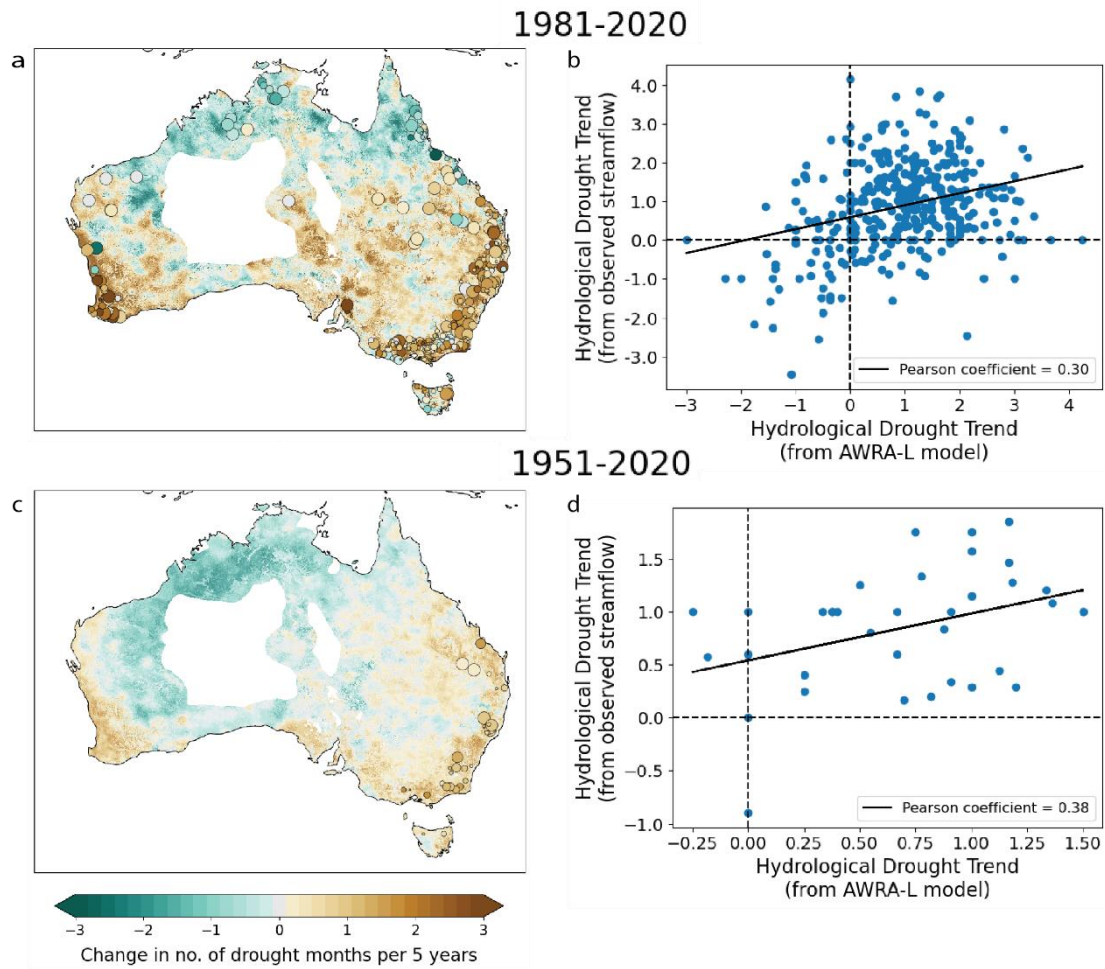 1981-2020
a
b
4.0
3.0
2.0
1.0
0.0
-1.0
-3.0
Hydrological Drought Trend
(from observed streamflow)
Pearson coefficient = 0.30
−3 −2 −1 0 1 2 3 4
Hydrological Drought Trend
(from AWRA-L model)
1951-2020
c
d
1.5
1.0
0.5
0.0
−0.5
−1.0
Hydrological Drought Trend
(from observed streamflow)
Pearson coefficient = 0.38
−0.25 0.00 0.25 0.50 0.75 1.00 1.25 1.50
Hydrological Drought Trend
(from AWRA-L model)
−3 −2 −1 0 1 2 3
Change in no. of drought months per 5 years